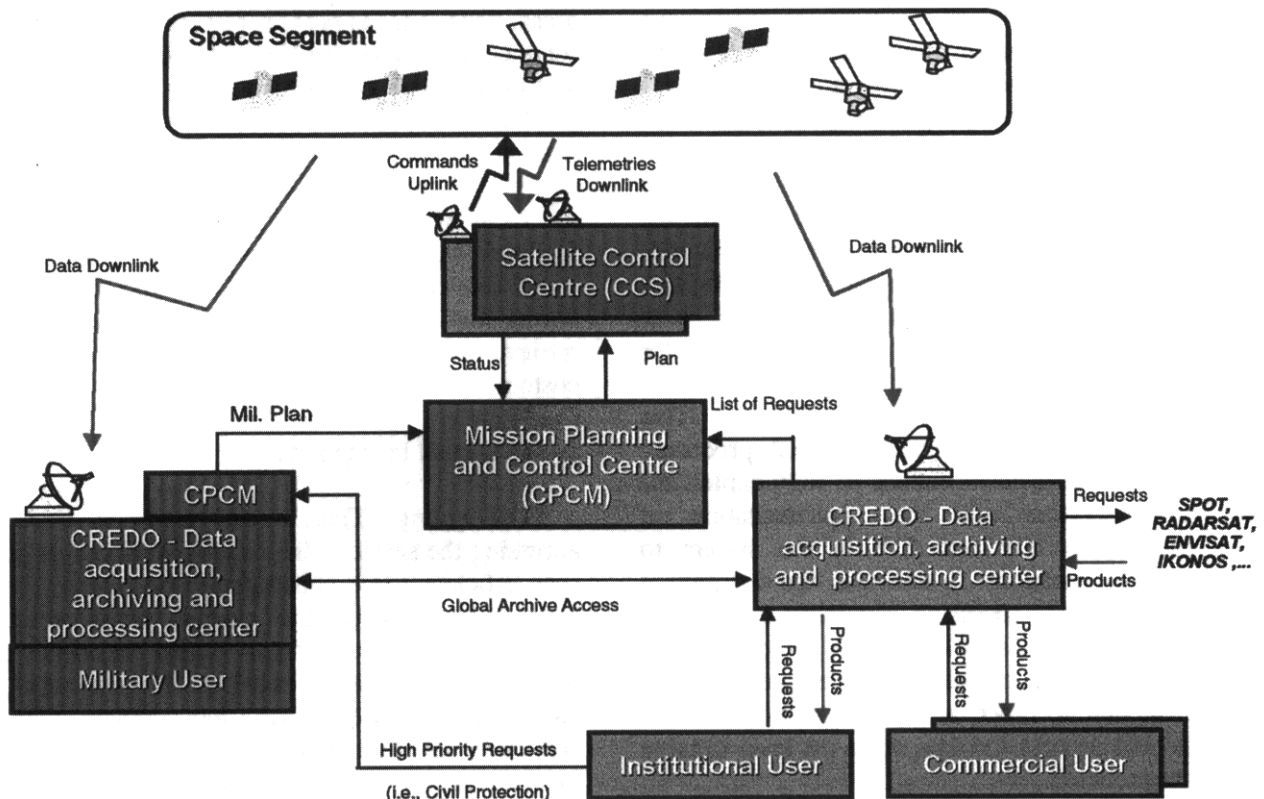 Space Segment
Commands
Uplink
Telemetries
Downlink
Data Downlink
Data Downlink
Satellite Control
Centre (CCS)
Status
Plan
Mil. Plan
List of Requests
Mission Planning
and Control Centre
(CPCM)
CPCM
CREDO - Data
acquisition,
archiving and
processing center
Military User
CREDO - Data
acquisition, archiving
and processing center
Requests
Products
SPOT,
RADARSAT,
ENVISAT,
IKONOS ,...
Global Archive Access
Requests
Products
Requests
Products
High Priority Requests
(i.e., Civil Protection)
Institutional User
Commercial User